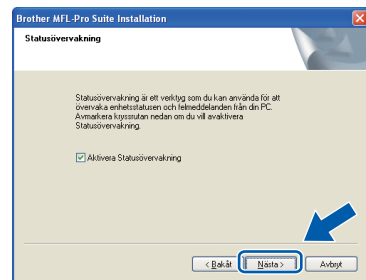 Brother MFL-Pro Suite Installation
Statusövervakning
Statusövervakning är ett verktyg som du kan använda för att
övervaka enhetsstatusen och felmeddelanden från din PC.
Avmarkera kryssrutan nedan om du vill avaktivera
Statusövervakning.
Aktivera Statusövervakning
< Bakåt
Nästa >
Avbryt